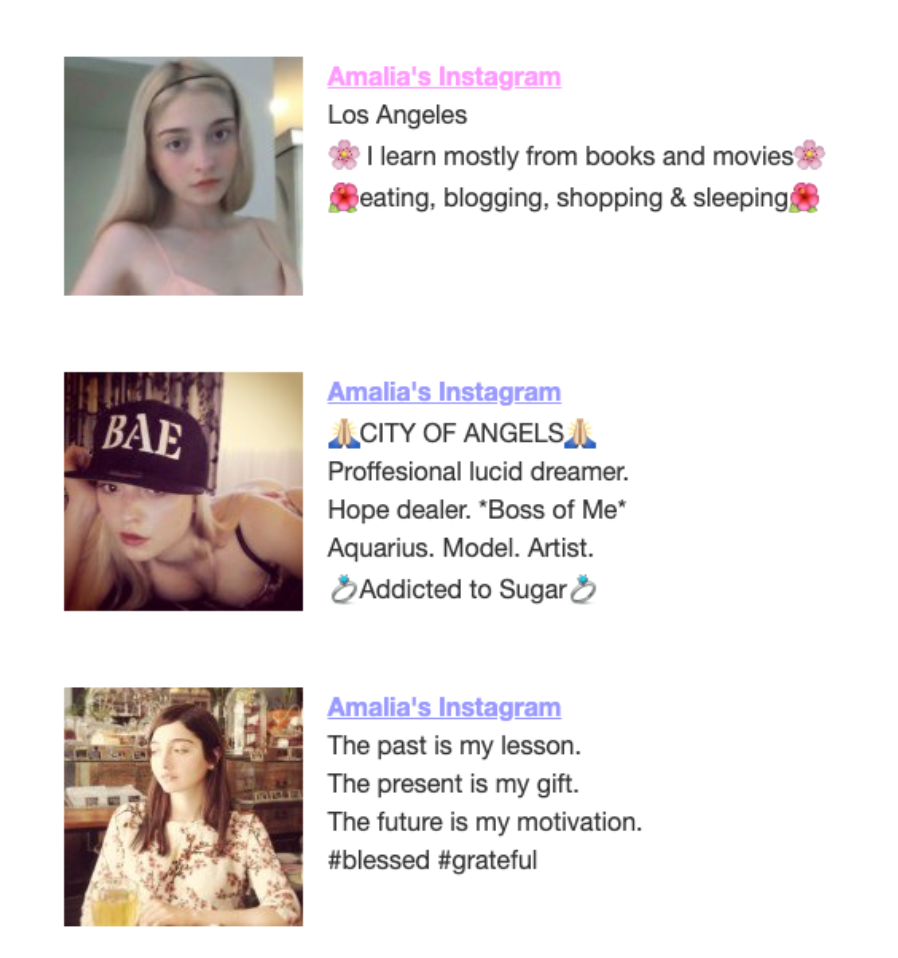 Amalia's Instagram
Los Angeles
🌸 I learn mostly from books and movies🌸
🌺eating, blogging, shopping & sleeping🌺
BAE
Amalia's Instagram
🙏🏼CITY OF ANGELS🙏🏼
Proffesional lucid dreamer.
Hope dealer. *Boss of Me*
Aquarius. Model. Artist.
💍Addicted to Sugar💍
Amalia's Instagram
The past is my lesson.
The present is my gift.
The future is my motivation.
#blessed #grateful